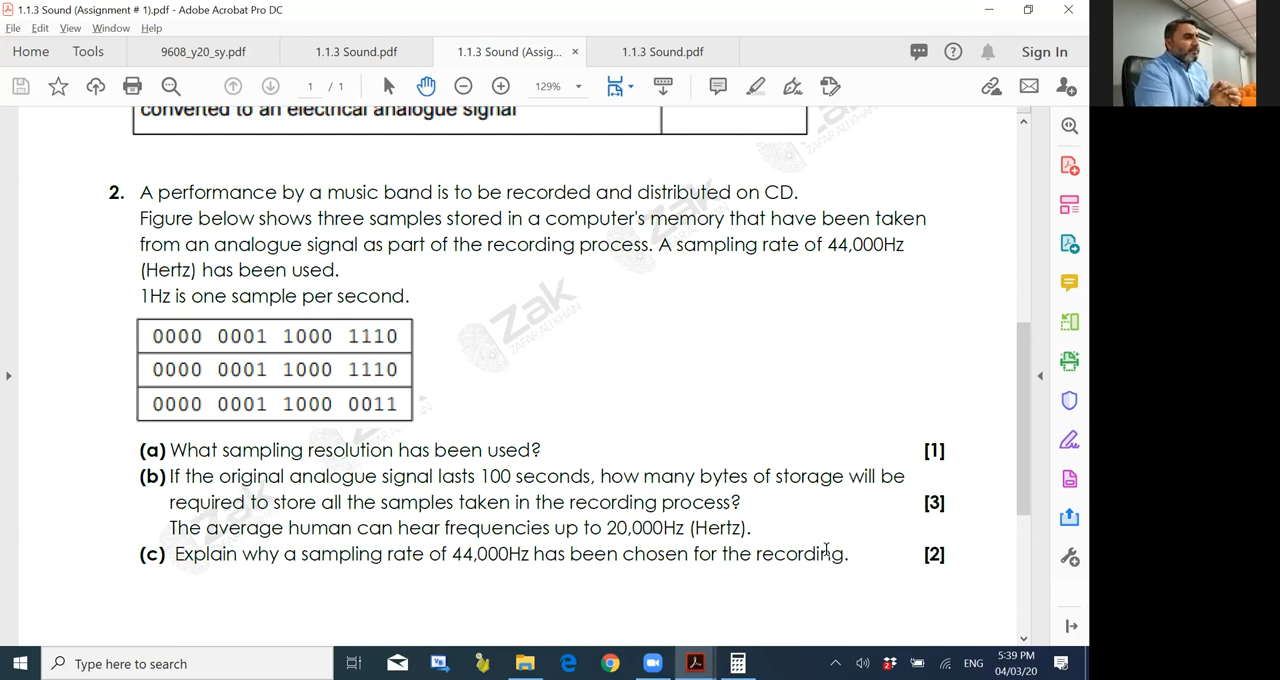 1.1.3 Sound (Assignment # 1).pdf - Adobe Acrobat Pro DC
File Edit View Window Help
Home Tools 9608_y20_sy.pdf 1.1.3 Sound.pdf 1.1.3 Sound (Assig... × 1.1.3 Sound.pdf Sign In
1 / 1 129%
converted to an electrical analogue signal
2. A performance by a music band is to be recorded and distributed on CD.
Figure below shows three samples stored in a computer's memory that have been taken
from an analogue signal as part of the recording process. A sampling rate of 44,000Hz
(Hertz) has been used.
1Hz is one sample per second.
0000 0001 1000 1110
0000 0001 1000 1110
0000 0001 1000 0011
(a) What sampling resolution has been used? [1]
(b) If the original analogue signal lasts 100 seconds, how many bytes of storage will be
required to store all the samples taken in the recording process? [3]
The average human can hear frequencies up to 20,000Hz (Hertz).
(c) Explain why a sampling rate of 44,000Hz has been chosen for the recording. [2]
Zak
ZAFAR ALI KHAN
Type here to search
ENG 5:39 PM
04/03/20